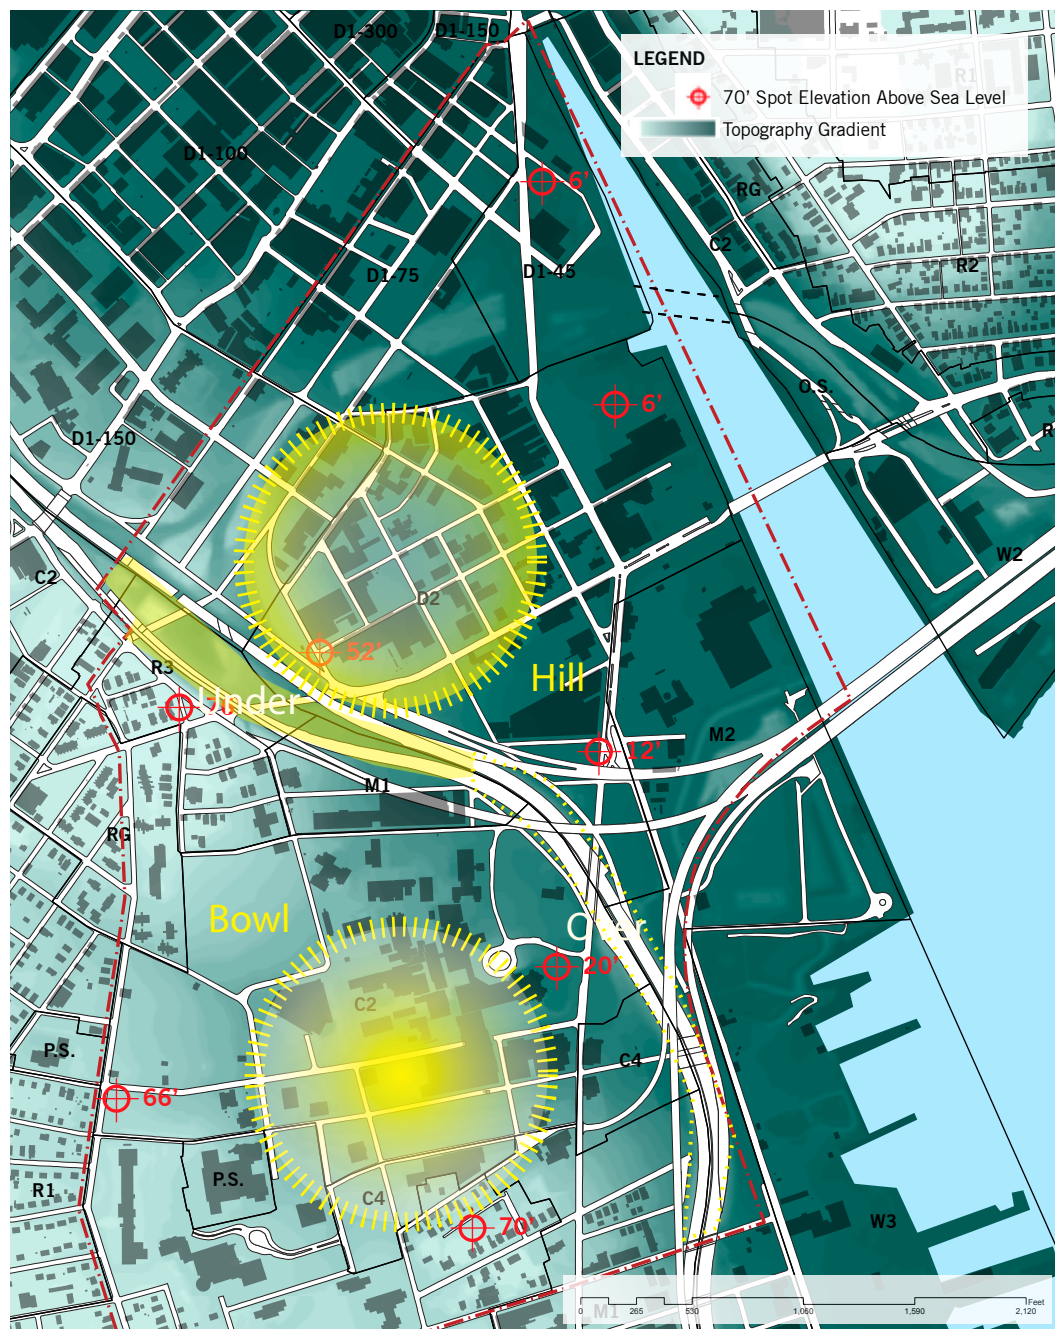 D1-300
D1-150
LEGEND
R1
70' Spot Elevation Above Sea Level
Topography Gradient
D1-100
6'
RG
C2
D1-75
D1-45
R2
O.S.
6'
D1-150
W2
C2
D2
52'
R3
Hill
Under
M2
12'
M1
RG
Bowl
Over
20'
C2
P.S.
C4
66'
P.S.
R1
C4
70'
W3
M1
0 265 530 1,060 1,590 2,120
Feet